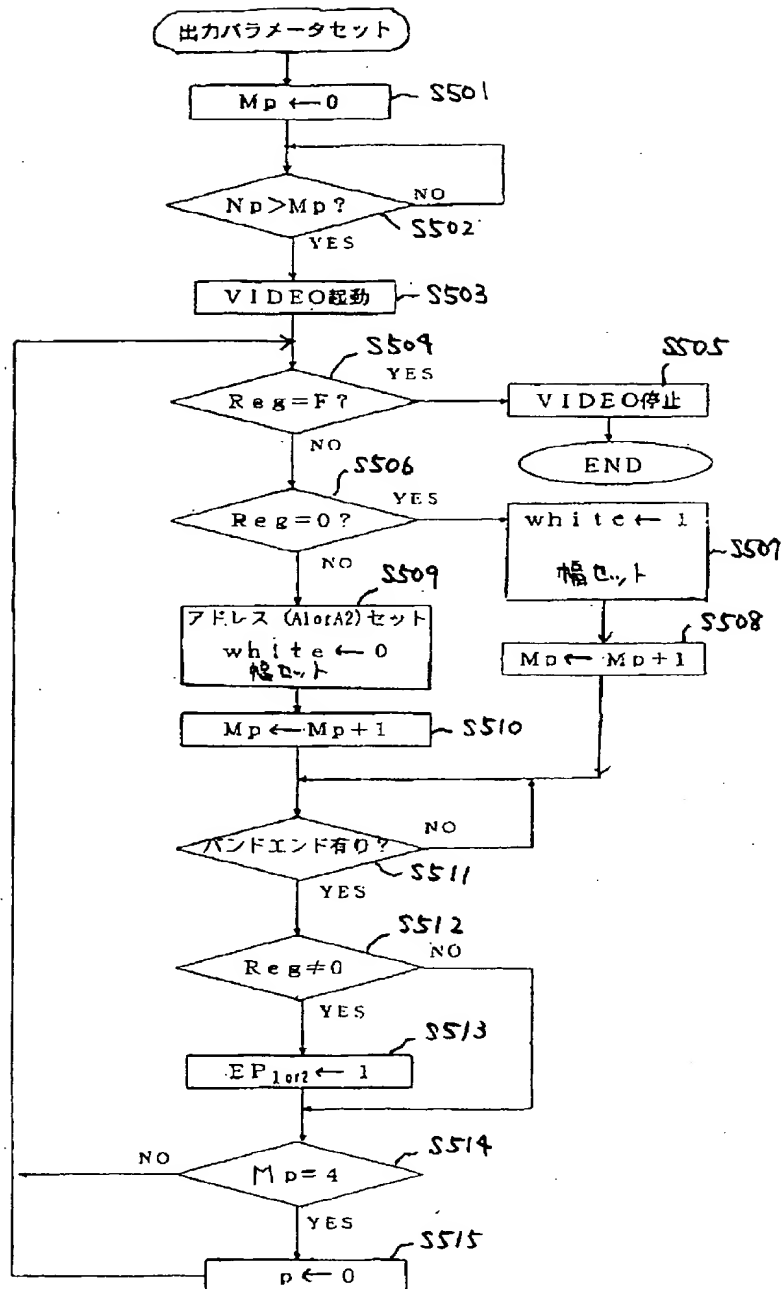 出力パラメータセット
Mp←0
S501
Np>Mp?
NO
S502
YES
VIDEO起動
S503
S504
Reg=F?
YES
S505
VIDEO停止
NO
END
S506
Reg=0?
YES
white←1
幅セット
S507
NO
S509
アドレス(A1orA2)セット
white←0
幅セット
S508
Mp←Mp+1
Mp←Mp+1
S510
バンドエンド有り?
NO
S511
YES
S512
Reg≠0
NO
YES
S513
EP1or2←1
S514
NO
Mp=4
YES
S515
p←0